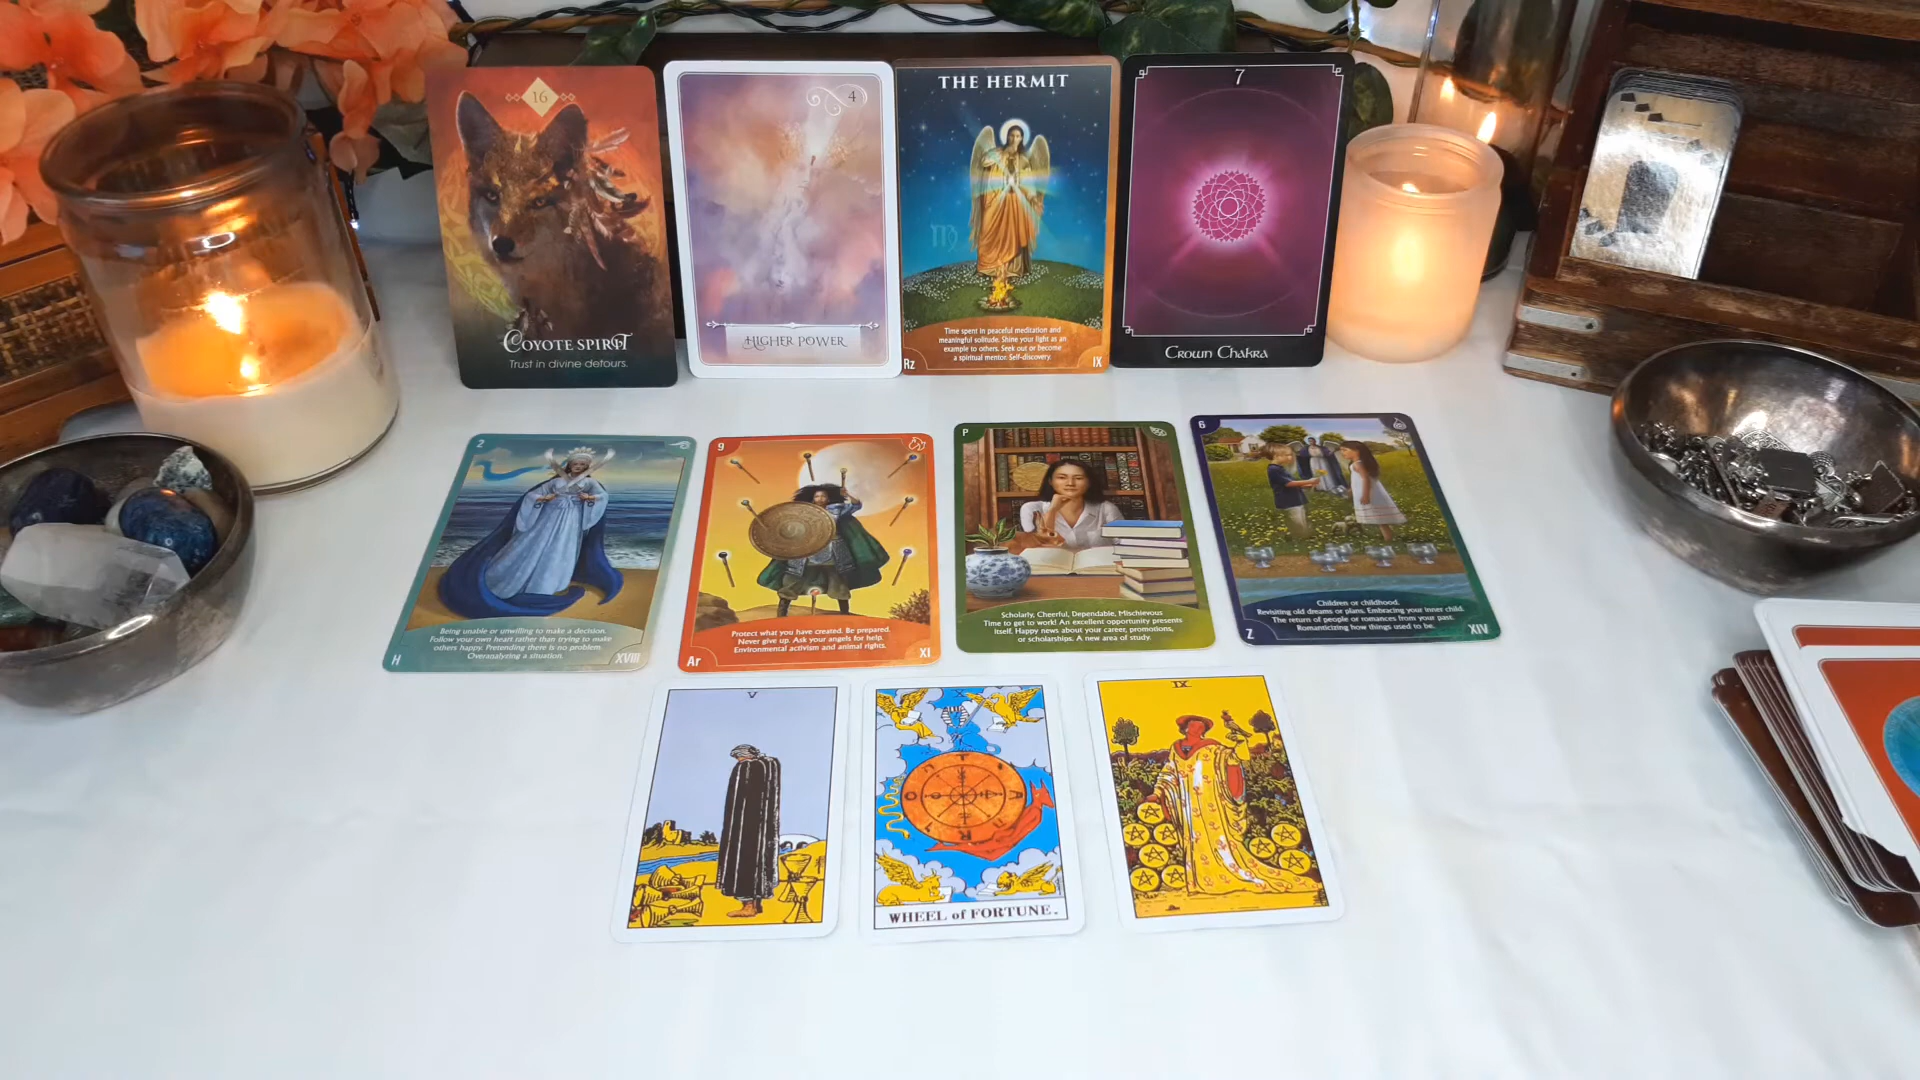 16
COYOTE SPIRIT
Trust in divine detours.
4
HIGHER POWER
THE HERMIT
Time spent in peaceful meditation and
meaningful solitude. Shine your light as an
example to others. Seek out or become
a spiritual mentor. Self-discovery.
Rz
IX
7
Crown Chakra
2
Being unable or unwilling to make a decision.
Follow your own heart rather than trying to make
others happy. Pretending there is no problem.
Overanalyzing a situation.
H
XVIII
9
Protect what you have created. Be prepared.
Never give up. Ask your angels for help.
Environmental activism and animal rights.
Ar
XI
P
Scholarly, Cheerful, Dependable, Mischievous
Time to get to work! An excellent opportunity presents
itself. Happy news about your career, promotions,
or scholarships. A new area of study.
6
Children or childhood.
Revisiting old dreams or plans. Embracing your inner child.
The return of people or romances from your past.
Romanticizing how things used to be.
Z
XIV
V
X
WHEEL of FORTUNE.
IX